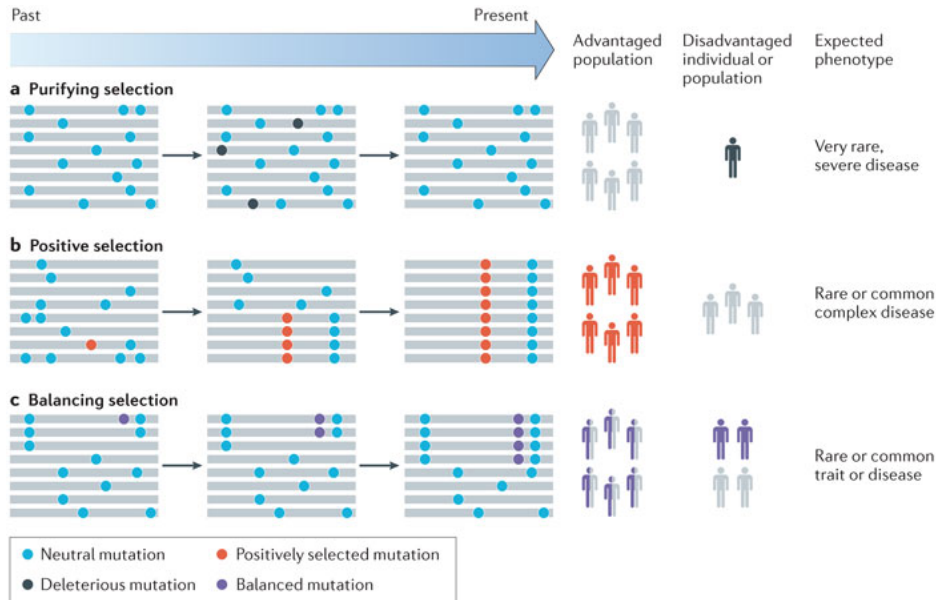 Past
Present
Advantaged
population
Disadvantaged
individual or
population
Expected
phenotype
a Purifying selection
Very rare,
severe disease
b Positive selection
Rare or common
complex disease
c Balancing selection
Rare or common
trait or disease
Neutral mutation
Positively selected mutation
Deleterious mutation
Balanced mutation